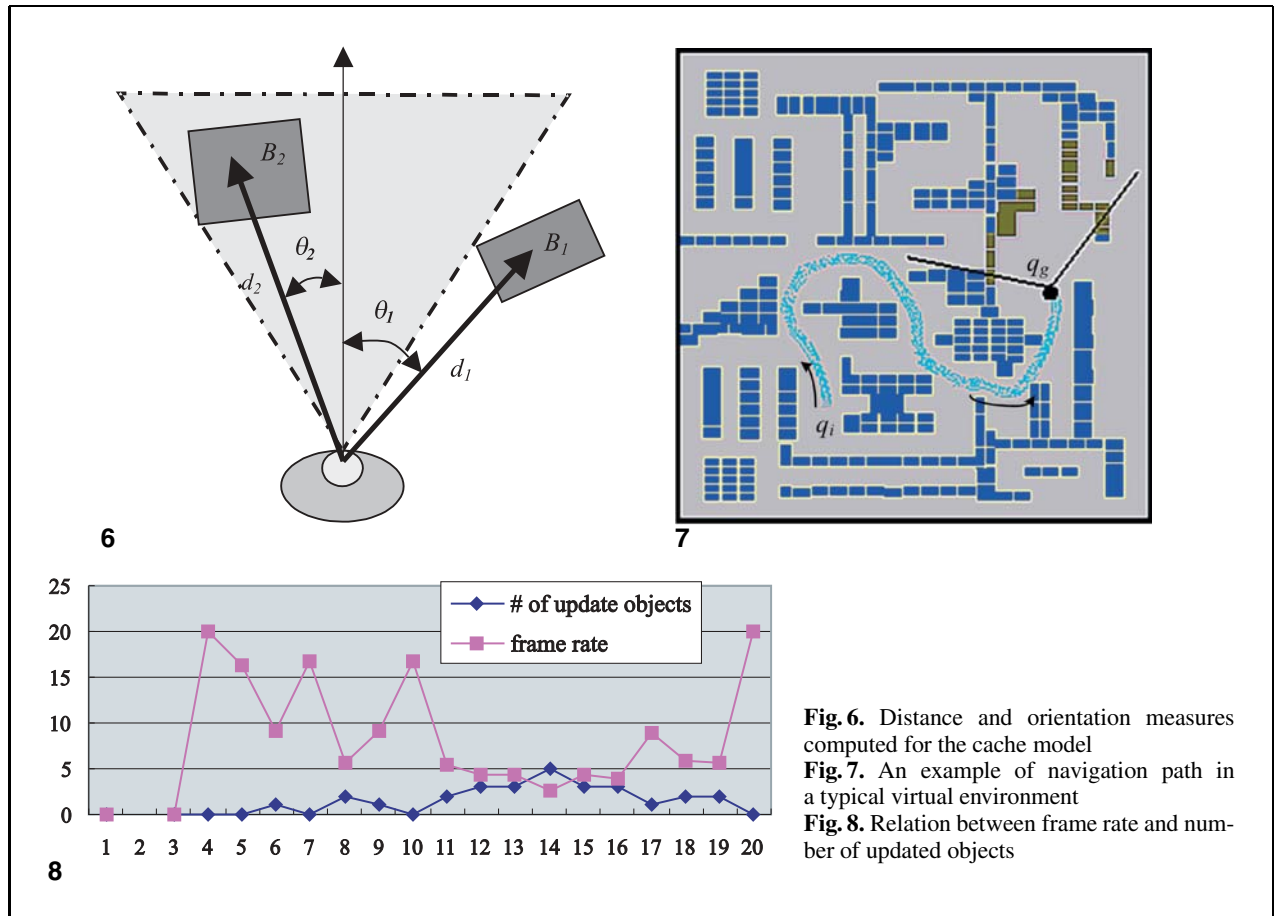 B2
B1
θ2
d2
θ1
d1
6
qg
qi
7
25
20
15
10
5
0
# of update objects
frame rate
1 2 3 4 5 6 7 8 9 10 11 12 13 14 15 16 17 18 19 20
8
Fig. 6. Distance and orientation measures
computed for the cache model
Fig. 7. An example of navigation path in
a typical virtual environment
Fig. 8. Relation between frame rate and num-
ber of updated objects